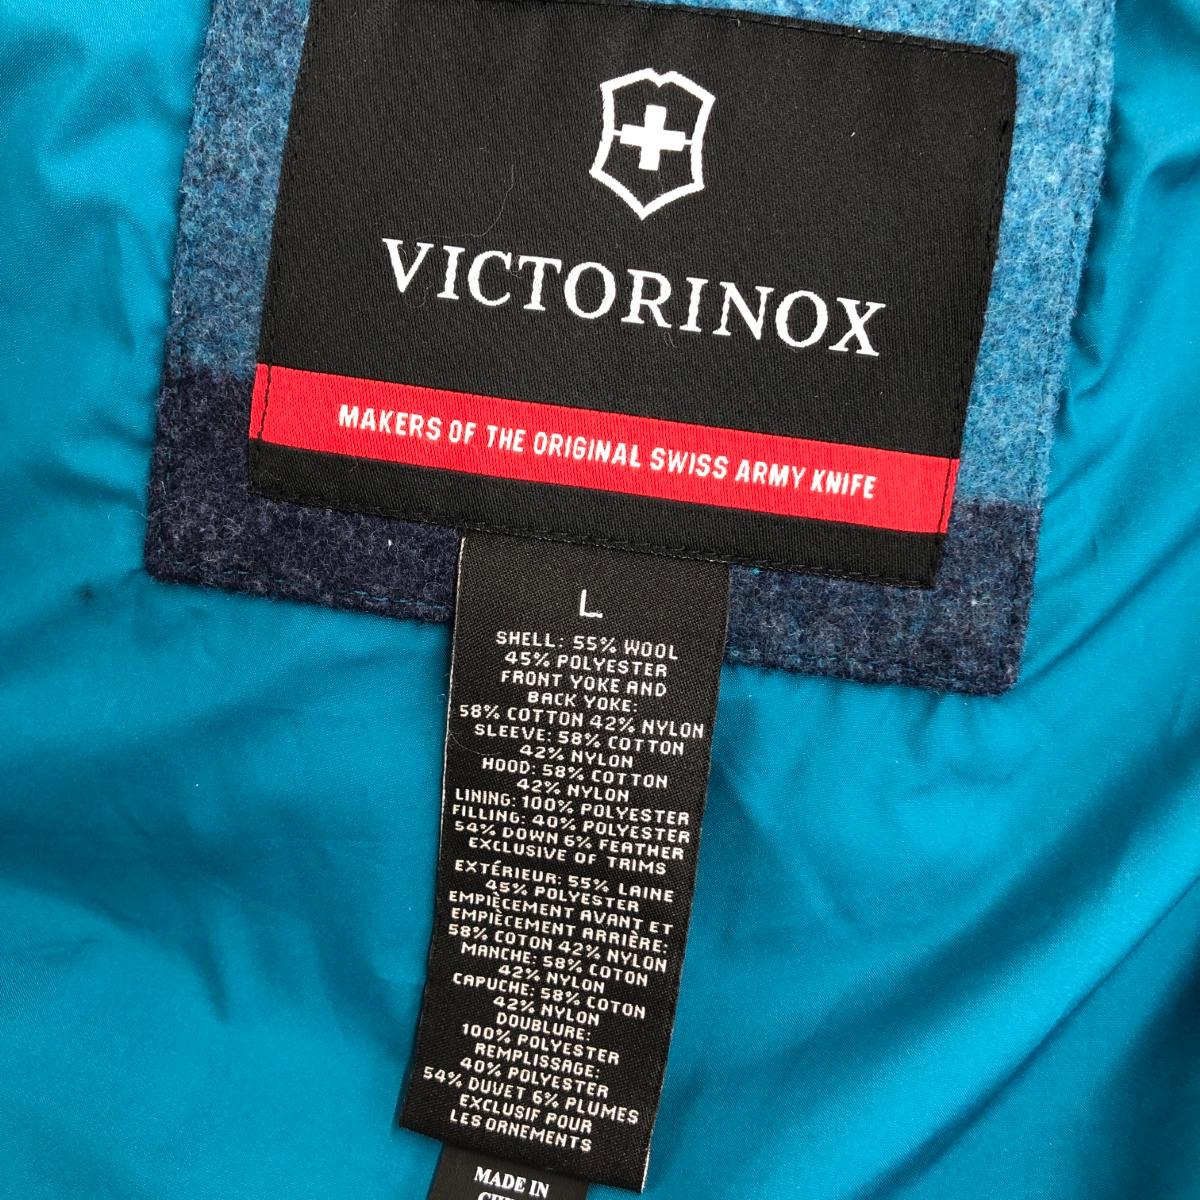 VICTORINOX
MAKERS OF THE ORIGINAL SWISS ARMY KNIFE
L
SHELL: 55% WOOL
45% POLYESTER
FRONT YOKE AND
BACK YOKE:
58% COTTON 42% NYLON
SLEEVE: 58% COTTON
42% NYLON
HOOD: 58% COTTON
42% NYLON
LINING: 100% POLYESTER
FILLING: 40% POLYESTER
54% DOWN 6% FEATHER
EXCLUSIVE OF TRIMS
EXTÉRIEUR: 55% LAINE
45% POLYESTER
EMPIÈCEMENT AVANT ET
EMPIÈCEMENT ARRIÈRE:
58% COTON 42% NYLON
MANCHE: 58% COTON
42% NYLON
CAPUCHE: 58% COTON
42% NYLON
DOUBLURE:
100% POLYESTER
REMPLISSAGE:
40% POLYESTER
54% DUVET 6% PLUMES
EXCLUSIF POUR
LES ORNEMENTS
MADE IN